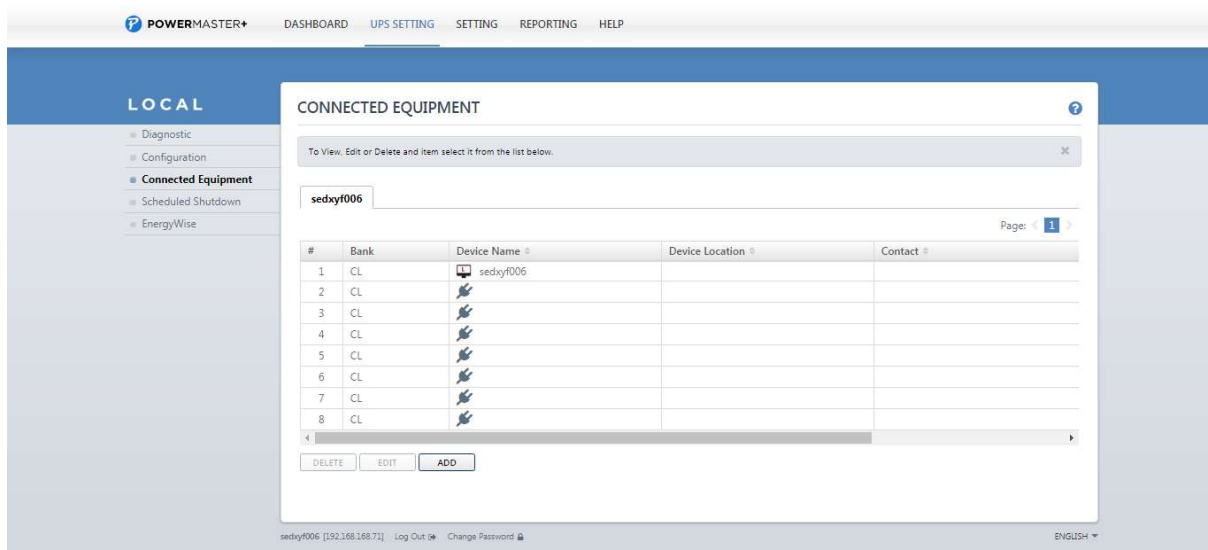 POWERMASTER+ DASHBOARD UPS SETTING SETTING REPORTING HELP
LOCAL
Diagnostic
Configuration
Connected Equipment
Scheduled Shutdown
EnergyWise
CONNECTED EQUIPMENT
To View, Edit or Delete and item select it from the list below.
sedxyf006
Page: 1
# Bank Device Name Device Location Contact
1 CL sedxyf006
2 CL
3 CL
4 CL
5 CL
6 CL
7 CL
8 CL
DELETE EDIT ADD
sedxyf006 [192.168.168.71] Log Out Change Password ENGLISH